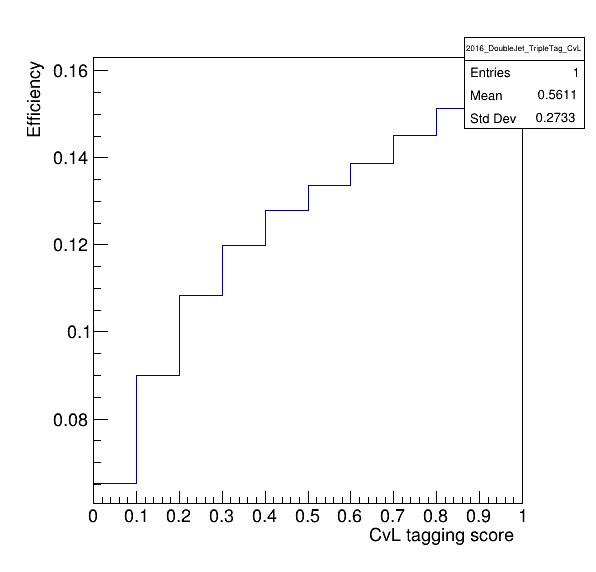 2016_DoubleJet_TripleTag_CvL
Entries 1
Mean 0.5611
Std Dev 0.2733
Efficiency
0.16
0.14
0.12
0.1
0.08
0 0.1 0.2 0.3 0.4 0.5 0.6 0.7 0.8 0.9 1
CvL tagging score